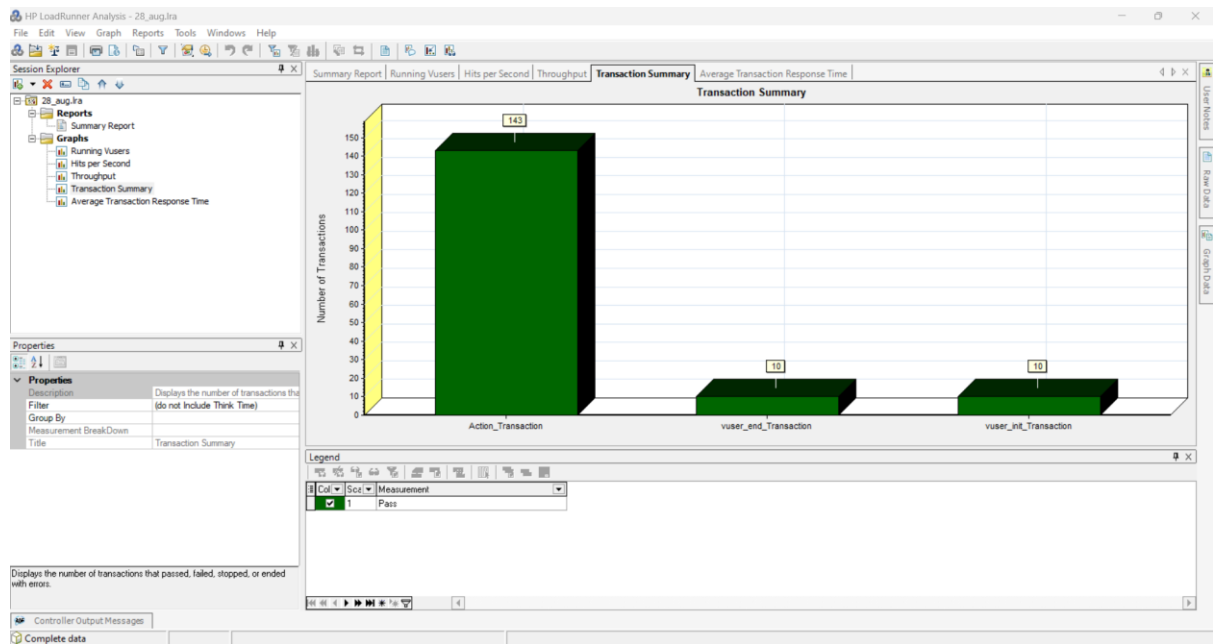 HP LoadRunner Analysis - 28_aug.lra
File Edit View Graph Reports Tools Windows Help
Session Explorer
28_aug.lra
Reports
Summary Report
Graphs
Running Vusers
Hits per Second
Throughput
Transaction Summary
Average Transaction Response Time
Properties
Properties
Description Displays the number of transactions tha
Filter (do not Include Think Time)
Group By
Measurement BreakDown
Title Transaction Summary
Displays the number of transactions that passed, failed, stopped, or ended
with errors.
Summary Report Running Vusers Hits per Second Throughput Transaction Summary Average Transaction Response Time
Transaction Summary
Number of Transactions
150
140
130
120
110
100
90
80
70
60
50
40
30
20
10
0
143
10
10
Action_Transaction vuser_end_Transaction vuser_init_Transaction
Legend
Col Sca Measurement
1 Pass
User Notes
Raw Data
Graph Data
Controller Output Messages
Complete data